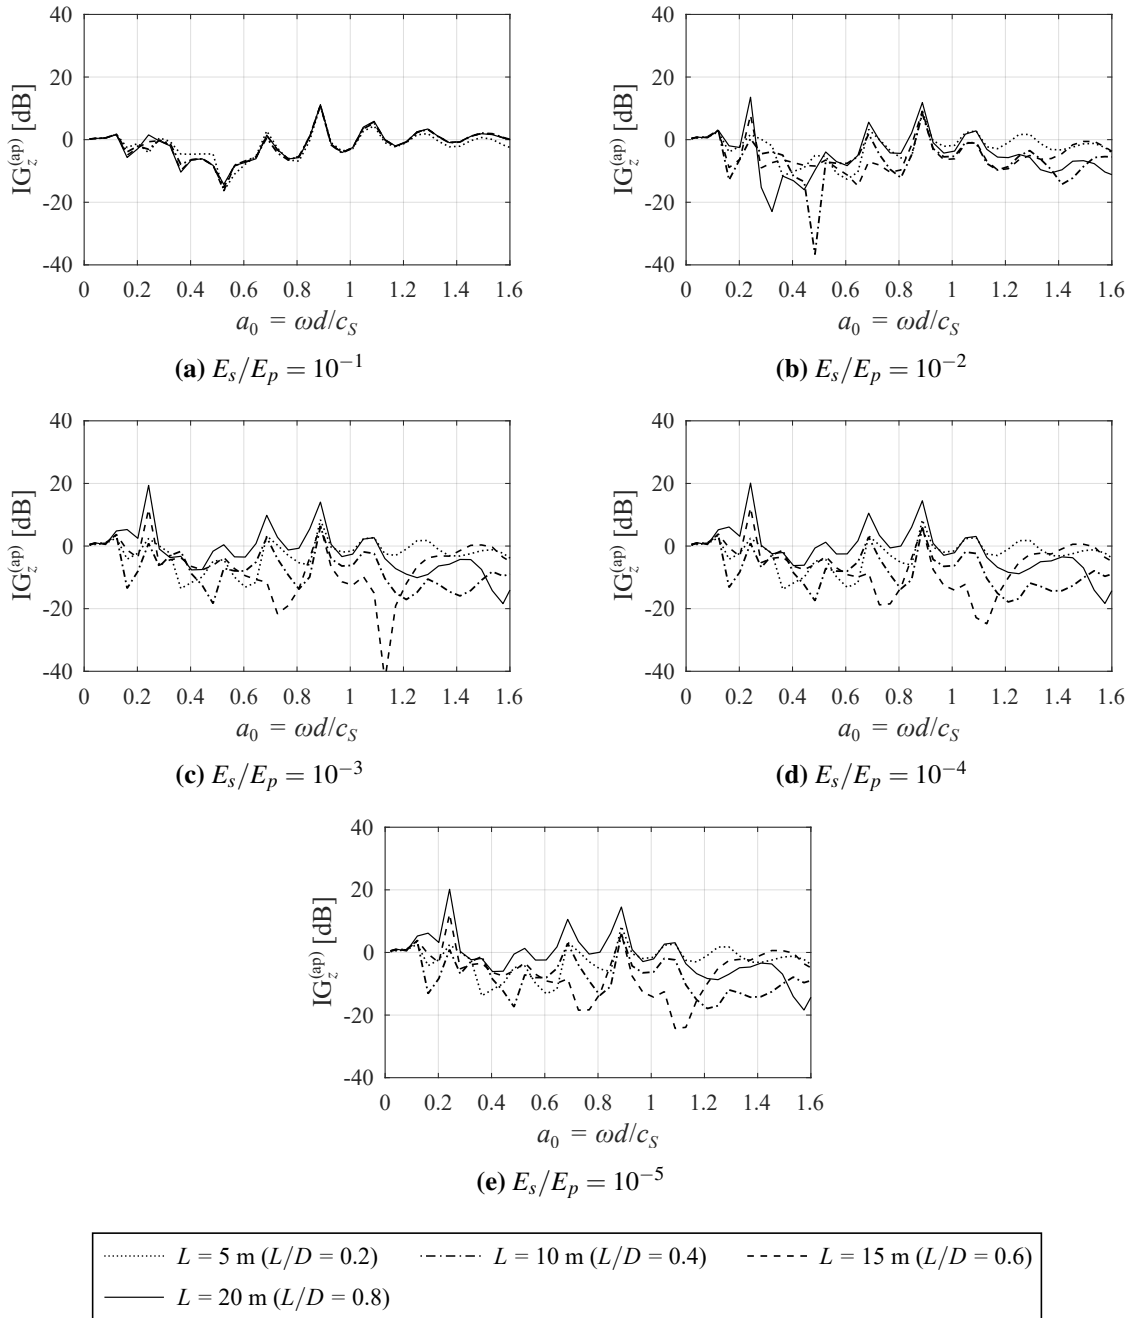 40
20
0
-20
-40
IG_z^(ap) [dB]
0 0.2 0.4 0.6 0.8 1 1.2 1.4 1.6
a_0 = ωd/c_S
(a) E_s/E_p = 10^−1
40
20
0
-20
-40
IG_z^(ap) [dB]
0 0.2 0.4 0.6 0.8 1 1.2 1.4 1.6
a_0 = ωd/c_S
(b) E_s/E_p = 10^−2
40
20
0
-20
-40
IG_z^(ap) [dB]
0 0.2 0.4 0.6 0.8 1 1.2 1.4 1.6
a_0 = ωd/c_S
(c) E_s/E_p = 10^−3
40
20
0
-20
-40
IG_z^(ap) [dB]
0 0.2 0.4 0.6 0.8 1 1.2 1.4 1.6
a_0 = ωd/c_S
(d) E_s/E_p = 10^−4
40
20
0
-20
-40
IG_z^(ap) [dB]
0 0.2 0.4 0.6 0.8 1 1.2 1.4 1.6
a_0 = ωd/c_S
(e) E_s/E_p = 10^−5
L = 5 m (L/D = 0.2) L = 10 m (L/D = 0.4) L = 15 m (L/D = 0.6)
L = 20 m (L/D = 0.8)